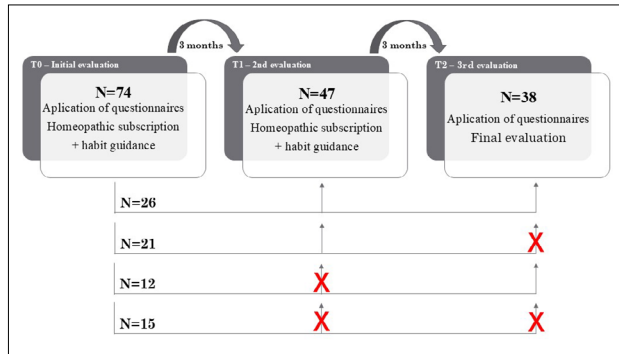 3 months
3 months
T0 – Initial evaluation
N=74
Aplication of questionnaires
Homeopathic subscription
+ habit guidance
T1 – 2nd evaluation
N=47
Aplication of questionnaires
Homeopathic subscription
+ habit guidance
T2 – 3rd evaluation
N=38
Aplication of questionnaires
Final evaluation
N=26
N=21
X
N=12
X
N=15
X
X